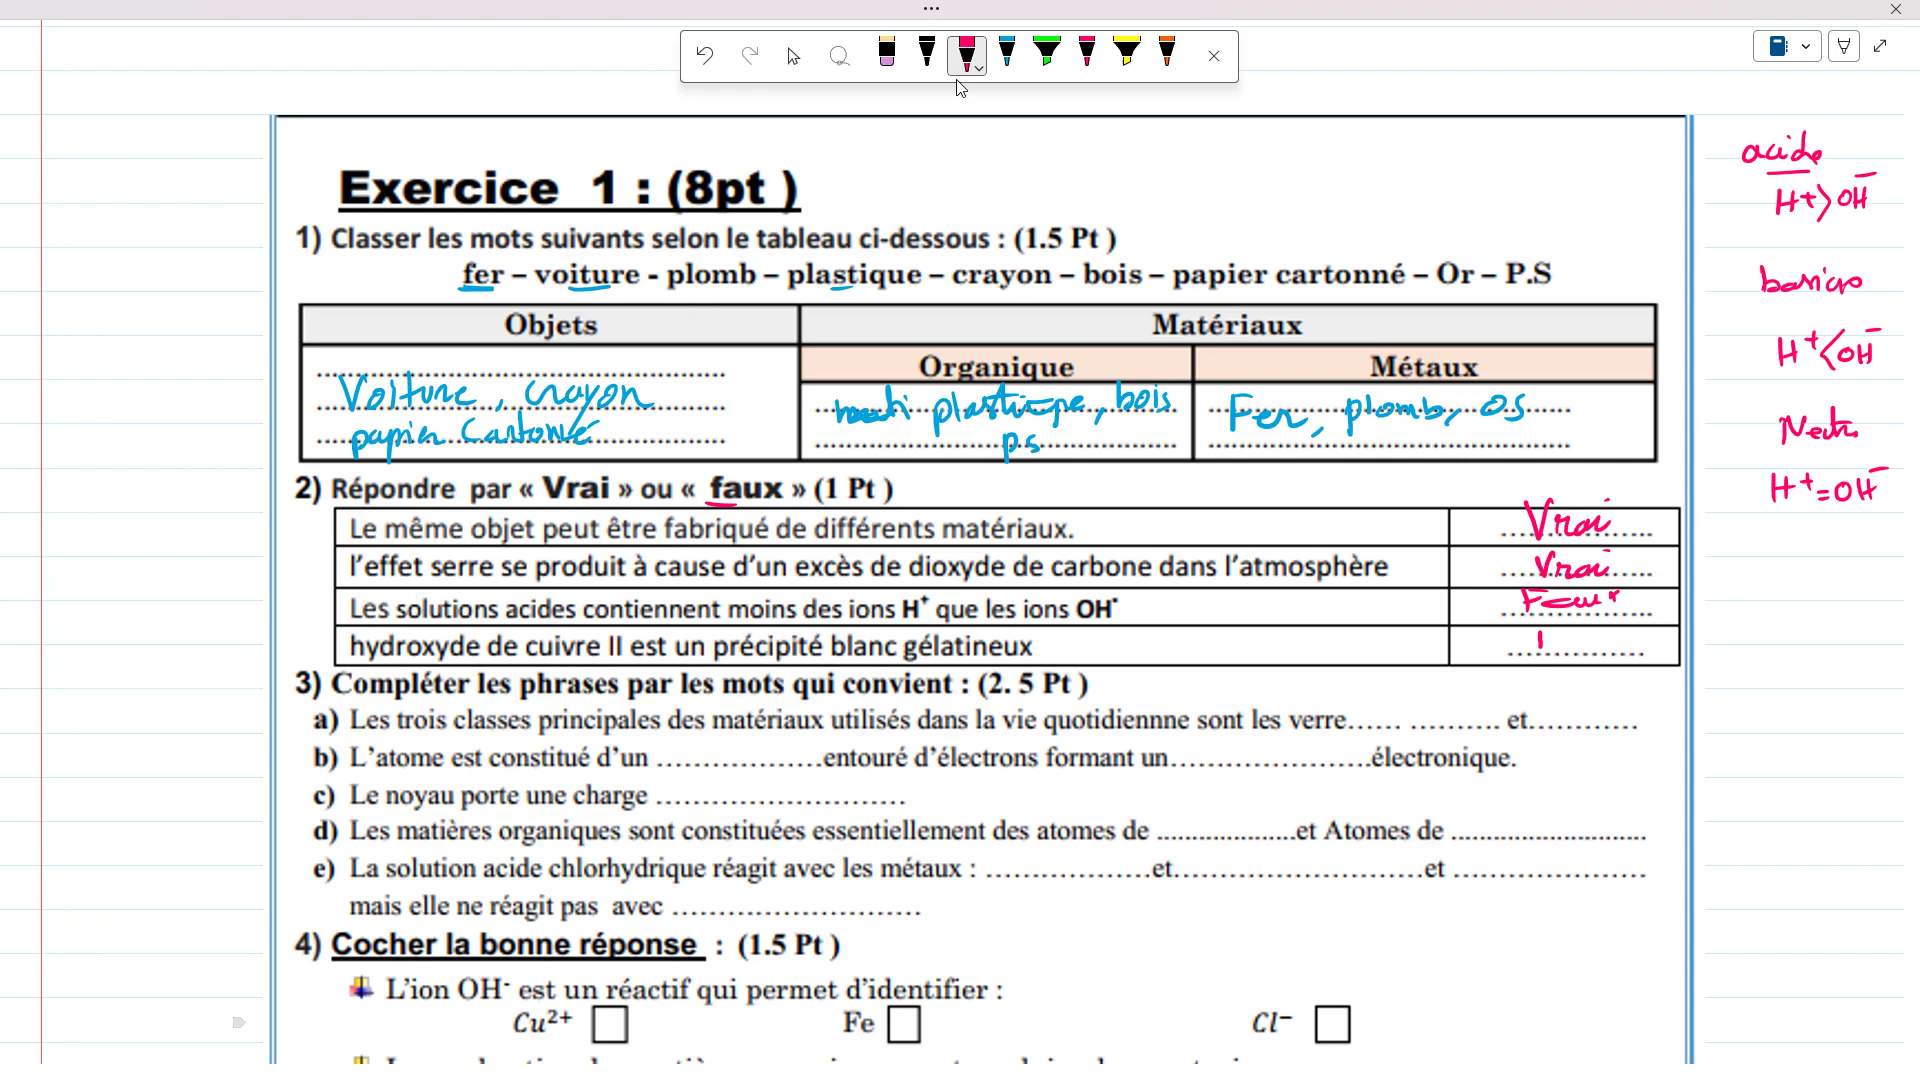 Exercice 1 : (8pt )
1) Classer les mots suivants selon le tableau ci-dessous : (1.5 Pt )
fer – voiture - plomb – plastique – crayon – bois – papier cartonné – Or – P.S
Objets
Matériaux
Organique
Métaux
Voiture, crayon
papier Cartonné
plastique, bois
ps
Fer, plomb, os
2) Répondre par « Vrai » ou « faux » (1 Pt )
Le même objet peut être fabriqué de différents matériaux. ....Vrai....
l’effet serre se produit à cause d’un excès de dioxyde de carbone dans l’atmosphère ....Vrai....
Les solutions acides contiennent moins des ions H⁺ que les ions OH⁻ ....Faux....
hydroxyde de cuivre II est un précipité blanc gélatineux ...............
3) Compléter les phrases par les mots qui convient : (2. 5 Pt )
a) Les trois classes principales des matériaux utilisés dans la vie quotidiennne sont les verre...... .......... et............
b) L’atome est constitué d’un ..................entouré d’électrons formant un......................électronique.
c) Le noyau porte une charge ...........................
d) Les matières organiques sont constituées essentiellement des atomes de ....................et Atomes de ............................
e) La solution acide chlorhydrique réagit avec les métaux : ..................et...........................et .....................
mais elle ne réagit pas avec ...........................
4) Cocher la bonne réponse : (1.5 Pt )
L’ion OH⁻ est un réactif qui permet d’identifier :
Cu²⁺ Fe Cl⁻
acide
H⁺ > OH⁻
H⁺ < OH⁻
Neutre
H⁺ = OH⁻